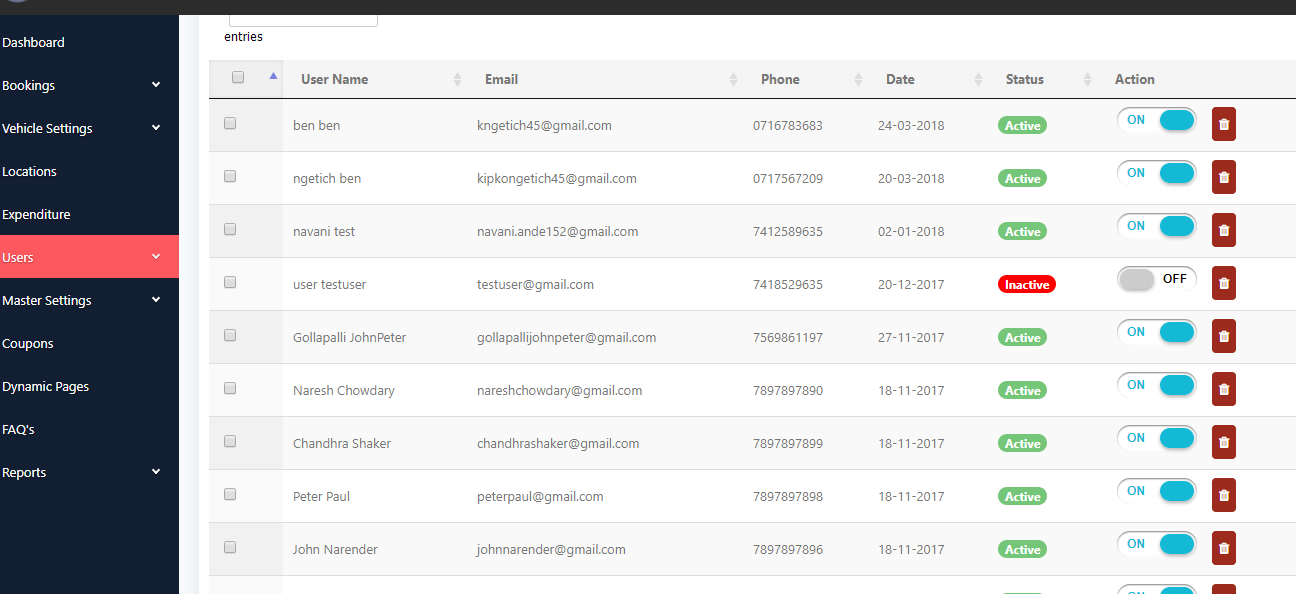 entries
Dashboard
Bookings
Vehicle Settings
Locations
Expenditure
Users
Master Settings
Coupons
Dynamic Pages
FAQ's
Reports
User Name Email Phone Date Status Action
ben ben kngetich45@gmail.com 0716783683 24-03-2018 Active ON
ngetich ben kipkongetich45@gmail.com 0717567209 20-03-2018 Active ON
navani test navani.ande152@gmail.com 7412589635 02-01-2018 Active ON
user testuser testuser@gmail.com 7418529635 20-12-2017 Inactive OFF
Gollapalli JohnPeter gollapallijohnpeter@gmail.com 7569861197 27-11-2017 Active ON
Naresh Chowdary nareshchowdary@gmail.com 7897897890 18-11-2017 Active ON
Chandhra Shaker chandhrashaker@gmail.com 7897897899 18-11-2017 Active ON
Peter Paul peterpaul@gmail.com 7897897898 18-11-2017 Active ON
John Narender johnnarender@gmail.com 7897897896 18-11-2017 Active ON